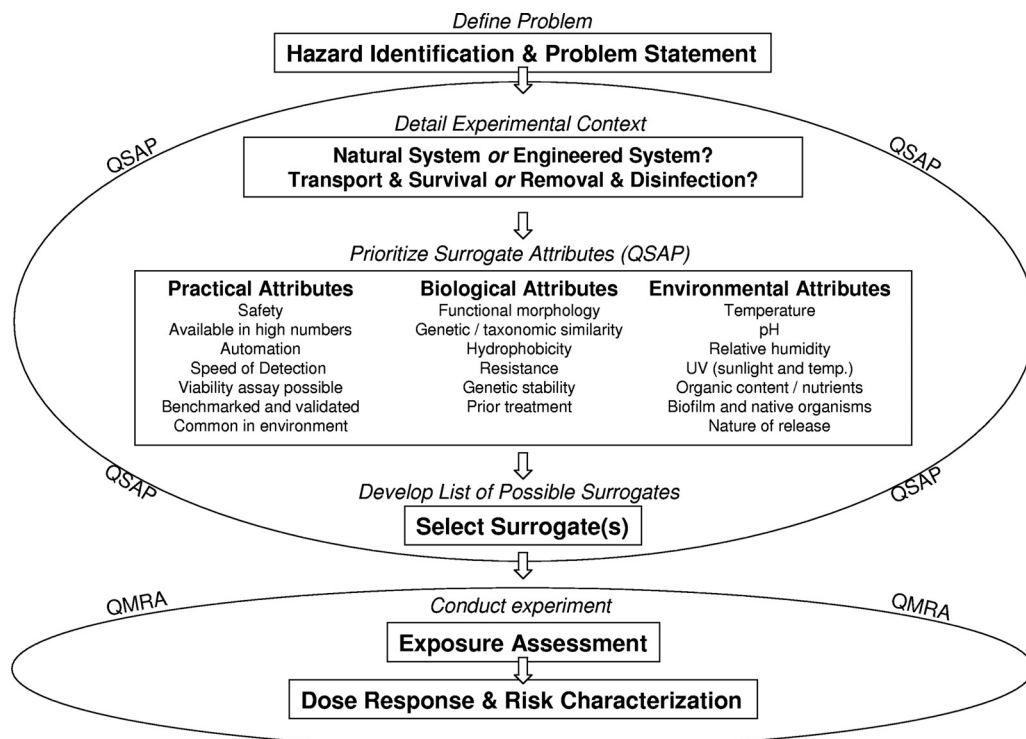 Define Problem
Hazard Identification & Problem Statement
QSAP
QSAP
Detail Experimental Context
Natural System or Engineered System?
Transport & Survival or Removal & Disinfection?
Prioritize Surrogate Attributes (QSAP)
Practical Attributes
Safety
Available in high numbers
Automation
Speed of Detection
Viability assay possible
Benchmarked and validated
Common in environment
Biological Attributes
Functional morphology
Genetic / taxonomic similarity
Hydrophobicity
Resistance
Genetic stability
Prior treatment
Environmental Attributes
Temperature
pH
Relative humidity
UV (sunlight and temp.)
Organic content / nutrients
Biofilm and native organisms
Nature of release
QSAP
QSAP
Develop List of Possible Surrogates
Select Surrogate(s)
QMRA
QMRA
Conduct experiment
Exposure Assessment
Dose Response & Risk Characterization